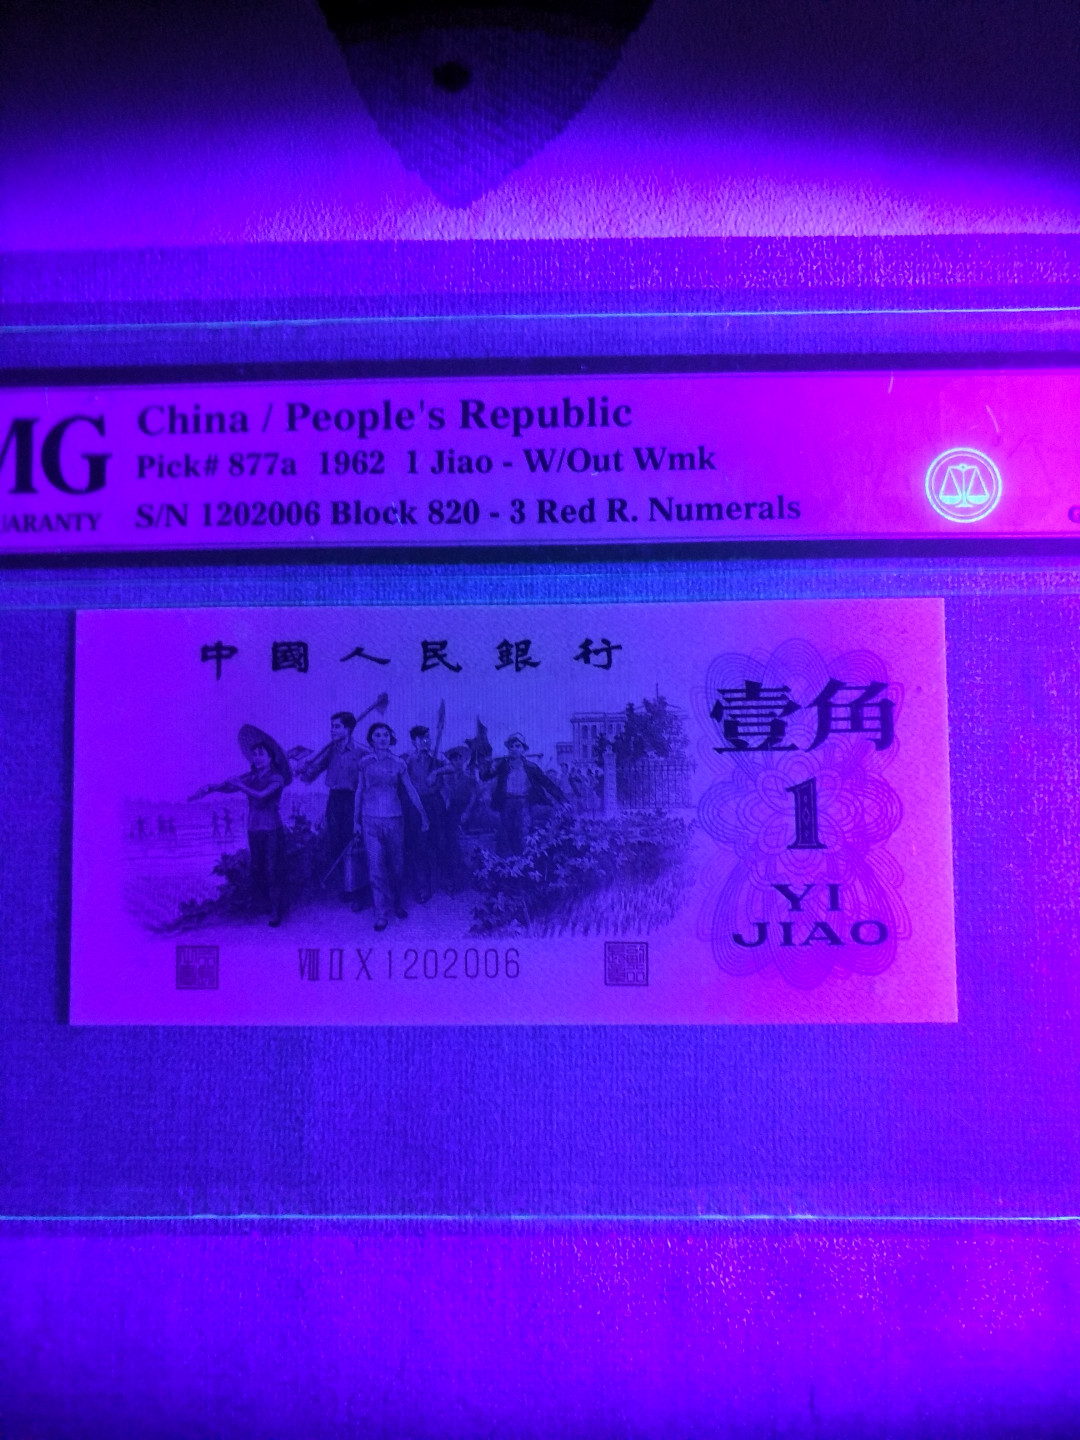 MG
China / People's Republic
Pick# 877a 1962 1 Jiao - W/Out Wmk
UARANTY
S/N 1202006 Block 820 - 3 Red R. Numerals
中國人民銀行
壹角
1
YI
JIAO
VIII II X 1202006